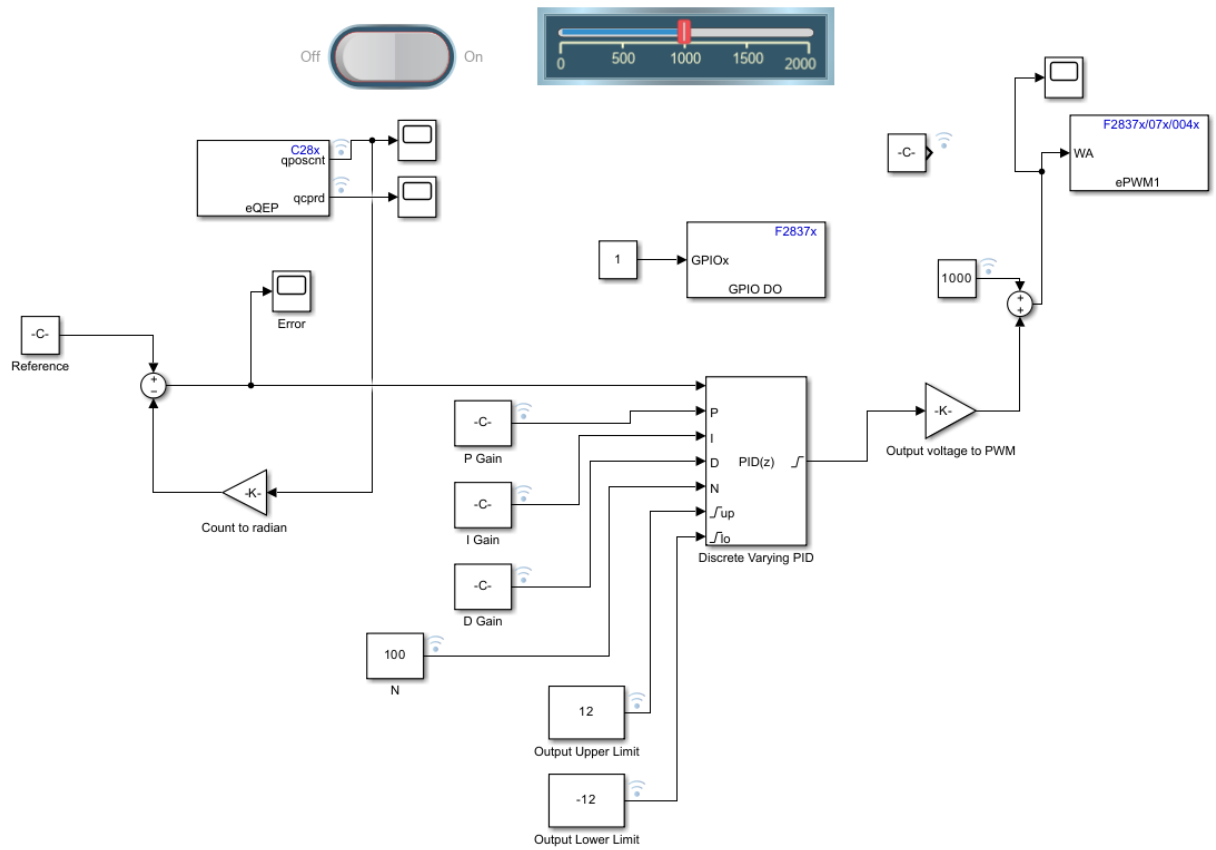 Off
On
0
500
1000
1500
2000
C28x
qposcnt
qcprd
eQEP
-C-
F2837x/07x/004x
WA
ePWM1
1
F2837x
GPIOx
GPIO DO
1000
+
+
Error
-C-
Reference
+
−
-C-
P Gain
-C-
I Gain
-C-
D Gain
P
I
D
N
up
lo
PID(z)
Discrete Varying PID
-K-
Output voltage to PWM
-K-
Count to radian
100
N
12
Output Upper Limit
-12
Output Lower Limit